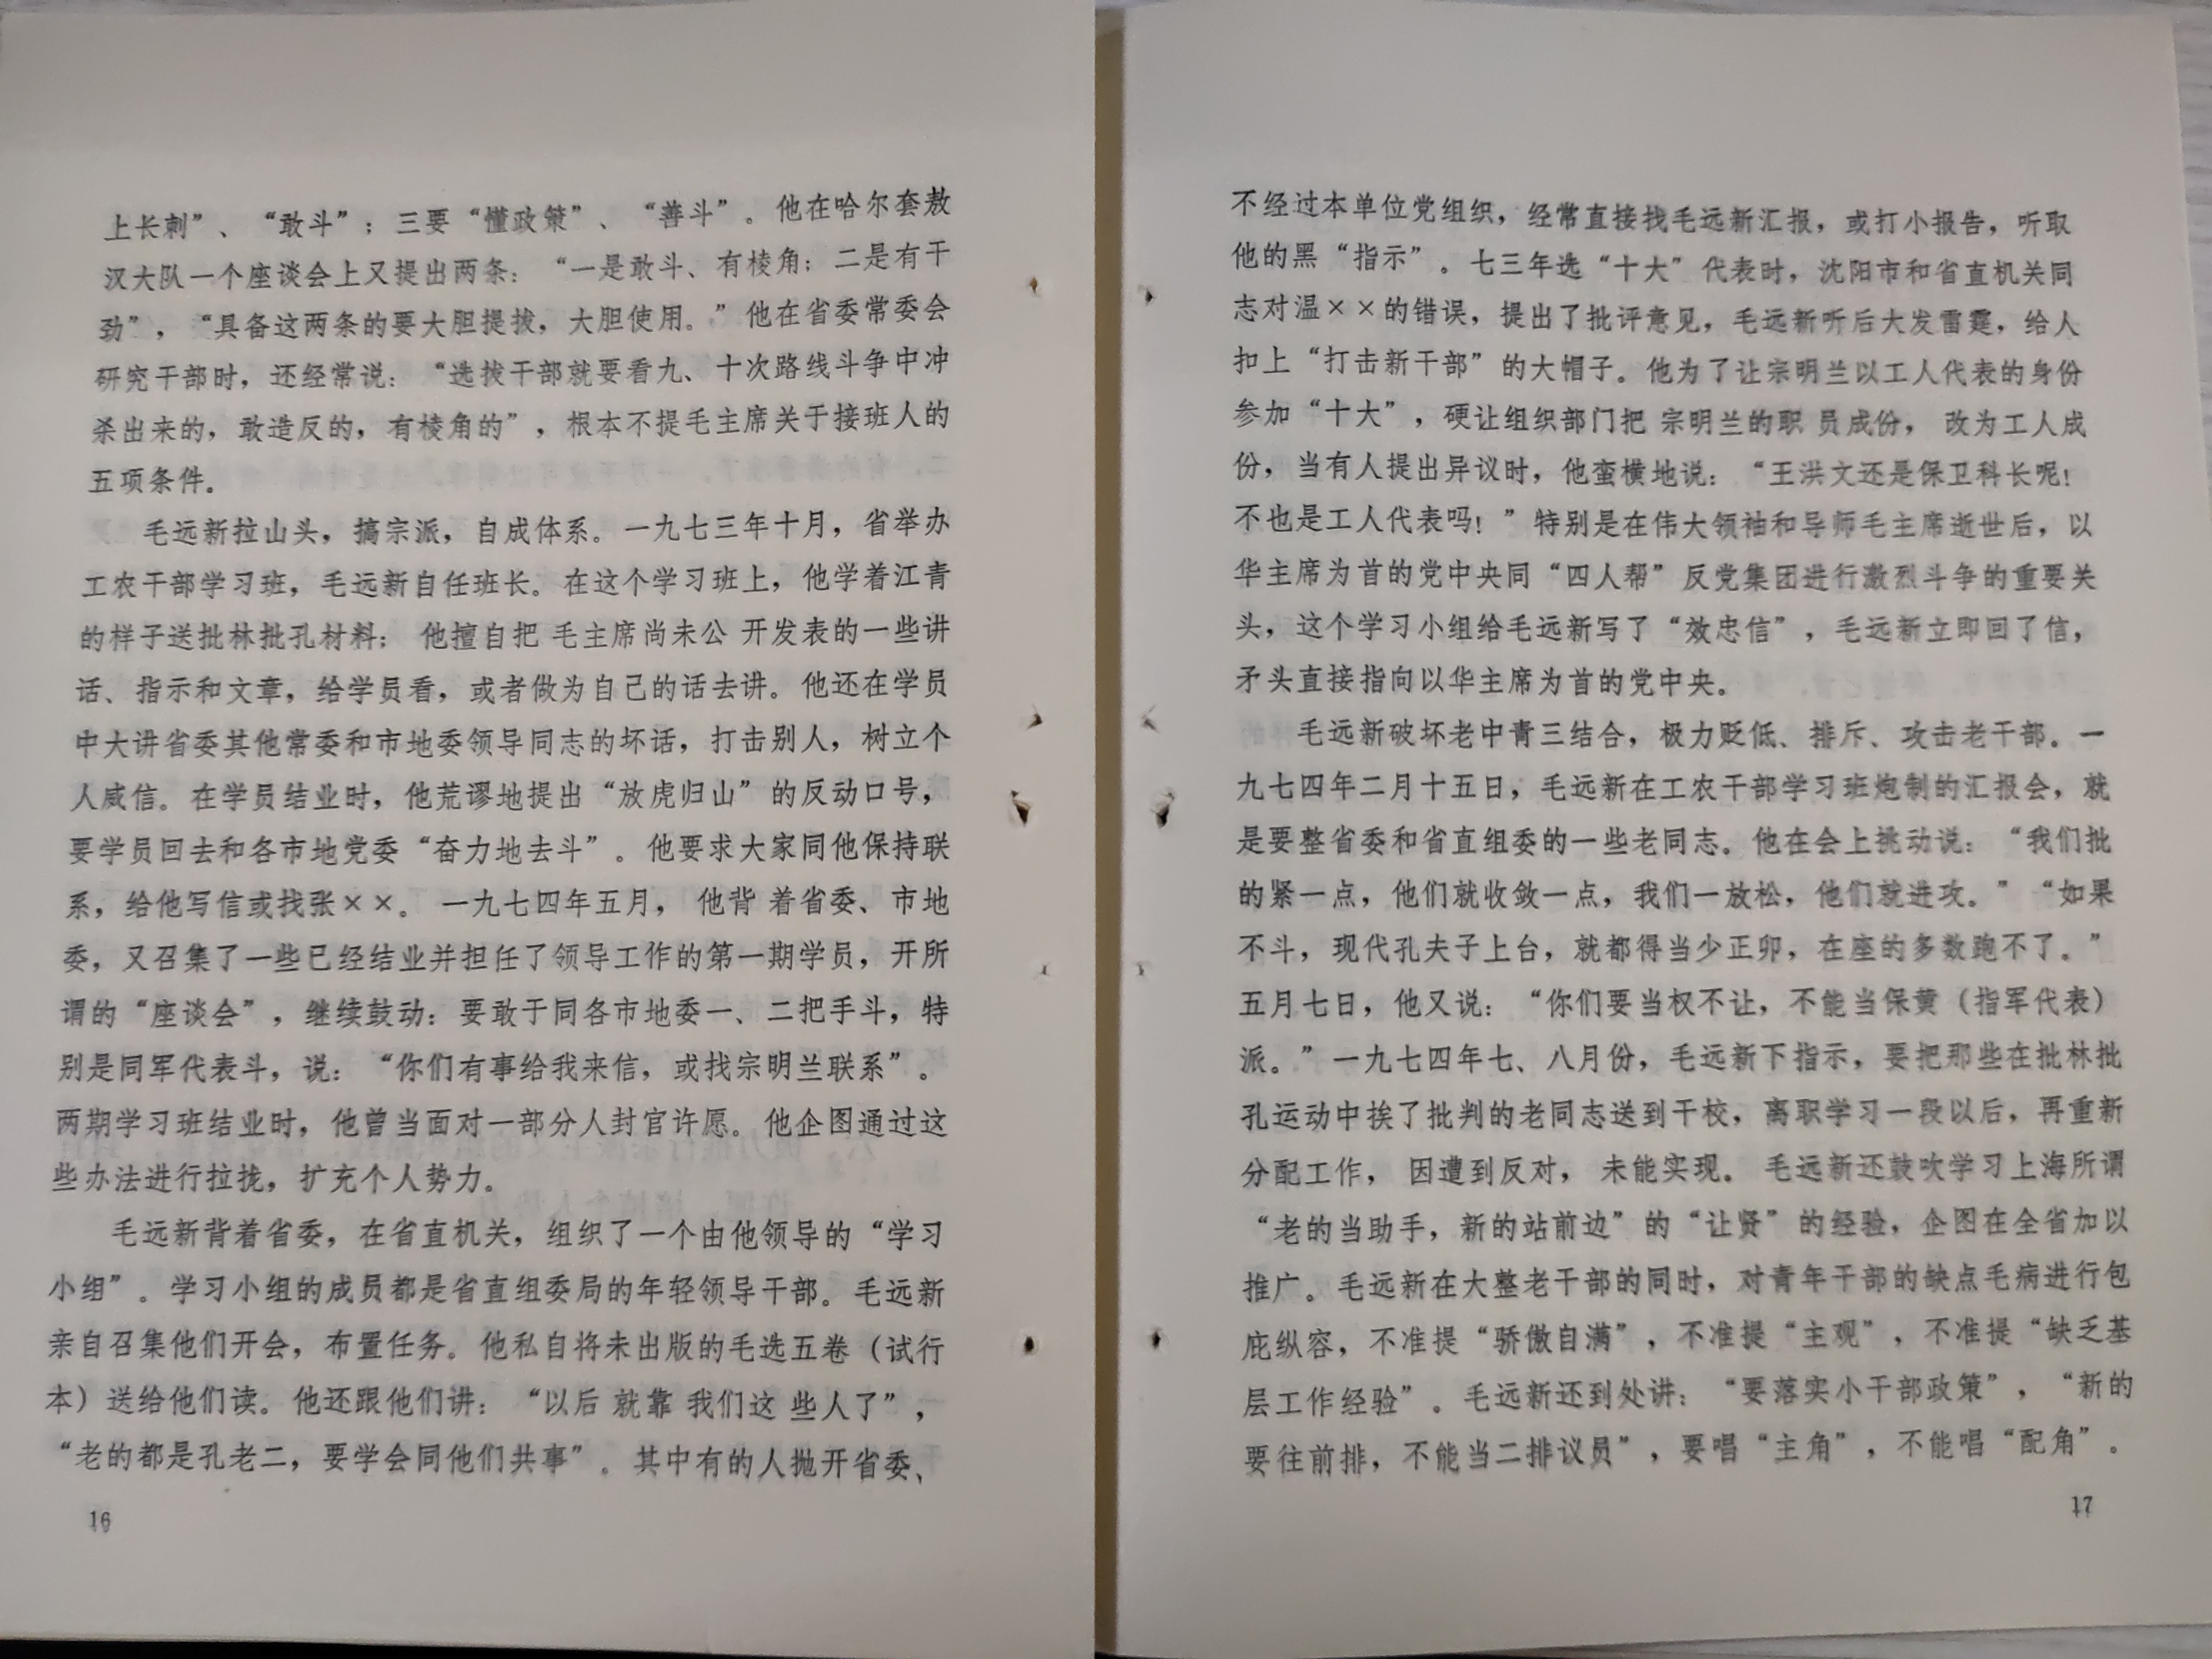 上长刺”、“敢斗”；三要“懂政策”、“善斗”。他在哈尔套敖
汉大队一个座谈会上又提出两条：“一是敢斗、有棱角；二是有干
劲”，“具备这两条的要大胆提拔，大胆使用。”他在省委常委会
研究干部时，还经常说：“选拔干部就要看九、十次路线斗争中冲
杀出来的，敢造反的，有棱角的”，根本不提毛主席关于接班人的
五项条件。
毛远新拉山头，搞宗派，自成体系。一九七三年十月，省举办
工农干部学习班，毛远新自任班长。在这个学习班上，他学着江青
的样子送批林批孔材料；他擅自把毛主席尚未公开发表的一些讲
话、指示和文章，给学员看，或者做为自己的话去讲。他还在学员
中大讲省委其他常委和市地委领导同志的坏话，打击别人，树立个
人威信。在学员结业时，他荒谬地提出“放虎归山”的反动口号，
要学员回去和各市地党委“奋力地去斗”。他要求大家同他保持联
系，给他写信或找张××。一九七四年五月，他背着省委、市地
委，又召集了一些已经结业并担任了领导工作的第一期学员，开所
谓的“座谈会”，继续鼓动：要敢于同各市地委一、二把手斗，特
别是同军代表斗，说：“你们有事给我来信，或找宗明兰联系”。
两期学习班结业时，他曾当面对一部分人封官许愿。他企图通过这
些办法进行拉拢，扩充个人势力。
毛远新背着省委，在省直机关，组织了一个由他领导的“学习
小组”。学习小组的成员都是省直组委局的年轻领导干部。毛远新
亲自召集他们开会，布置任务。他私自将未出版的毛选五卷（试行
本）送给他们读。他还跟他们讲：“以后就靠我们这些人了”，
“老的都是孔老二，要学会同他们共事”。其中有的人抛开省委、
16
不经过本单位党组织，经常直接找毛远新汇报，或打小报告，听取
他的黑“指示”。七三年选“十大”代表时，沈阳市和省直机关同
志对温××的错误，提出了批评意见，毛远新听后大发雷霆，给人
扣上“打击新干部”的大帽子。他为了让宗明兰以工人代表的身份
参加“十大”，硬让组织部门把宗明兰的职员成份，改为工人成
份，当有人提出异议时，他蛮横地说：“王洪文还是保卫科长呢！
不也是工人代表吗！”特别是在伟大领袖和导师毛主席逝世后，以
华主席为首的党中央同“四人帮”反党集团进行激烈斗争的重要关
头，这个学习小组给毛远新写了“效忠信”，毛远新立即回了信，
矛头直接指向以华主席为首的党中央。
毛远新破坏老中青三结合，极力贬低、排斥、攻击老干部。一
九七四年二月十五日，毛远新在工农干部学习班炮制的汇报会，就
是要整省委和省直组委的一些老同志。他在会上挑动说：“我们批
的紧一点，他们就收敛一点，我们一放松，他们就进攻。”“如果
不斗，现代孔夫子上台，就都得当少正卯，在座的多数跑不了。”
五月七日，他又说：“你们要当权不让，不能当保黄（指军代表）
派。”一九七四年七、八月份，毛远新下指示，要把那些在批林批
孔运动中挨了批判的老同志送到干校，离职学习一段以后，再重新
分配工作，因遭到反对，未能实现。毛远新还鼓吹学习上海所谓
“老的当助手，新的站前边”的“让贤”的经验，企图在全省加以
推广。毛远新在大整老干部的同时，对青年干部的缺点毛病进行包
庇纵容，不准提“骄傲自满”，不准提“主观”，不准提“缺乏基
层工作经验”。毛远新还到处讲：“要落实小干部政策”，“新的
要往前排，不能当二排议员”，要唱“主角”，不能唱“配角”。
17